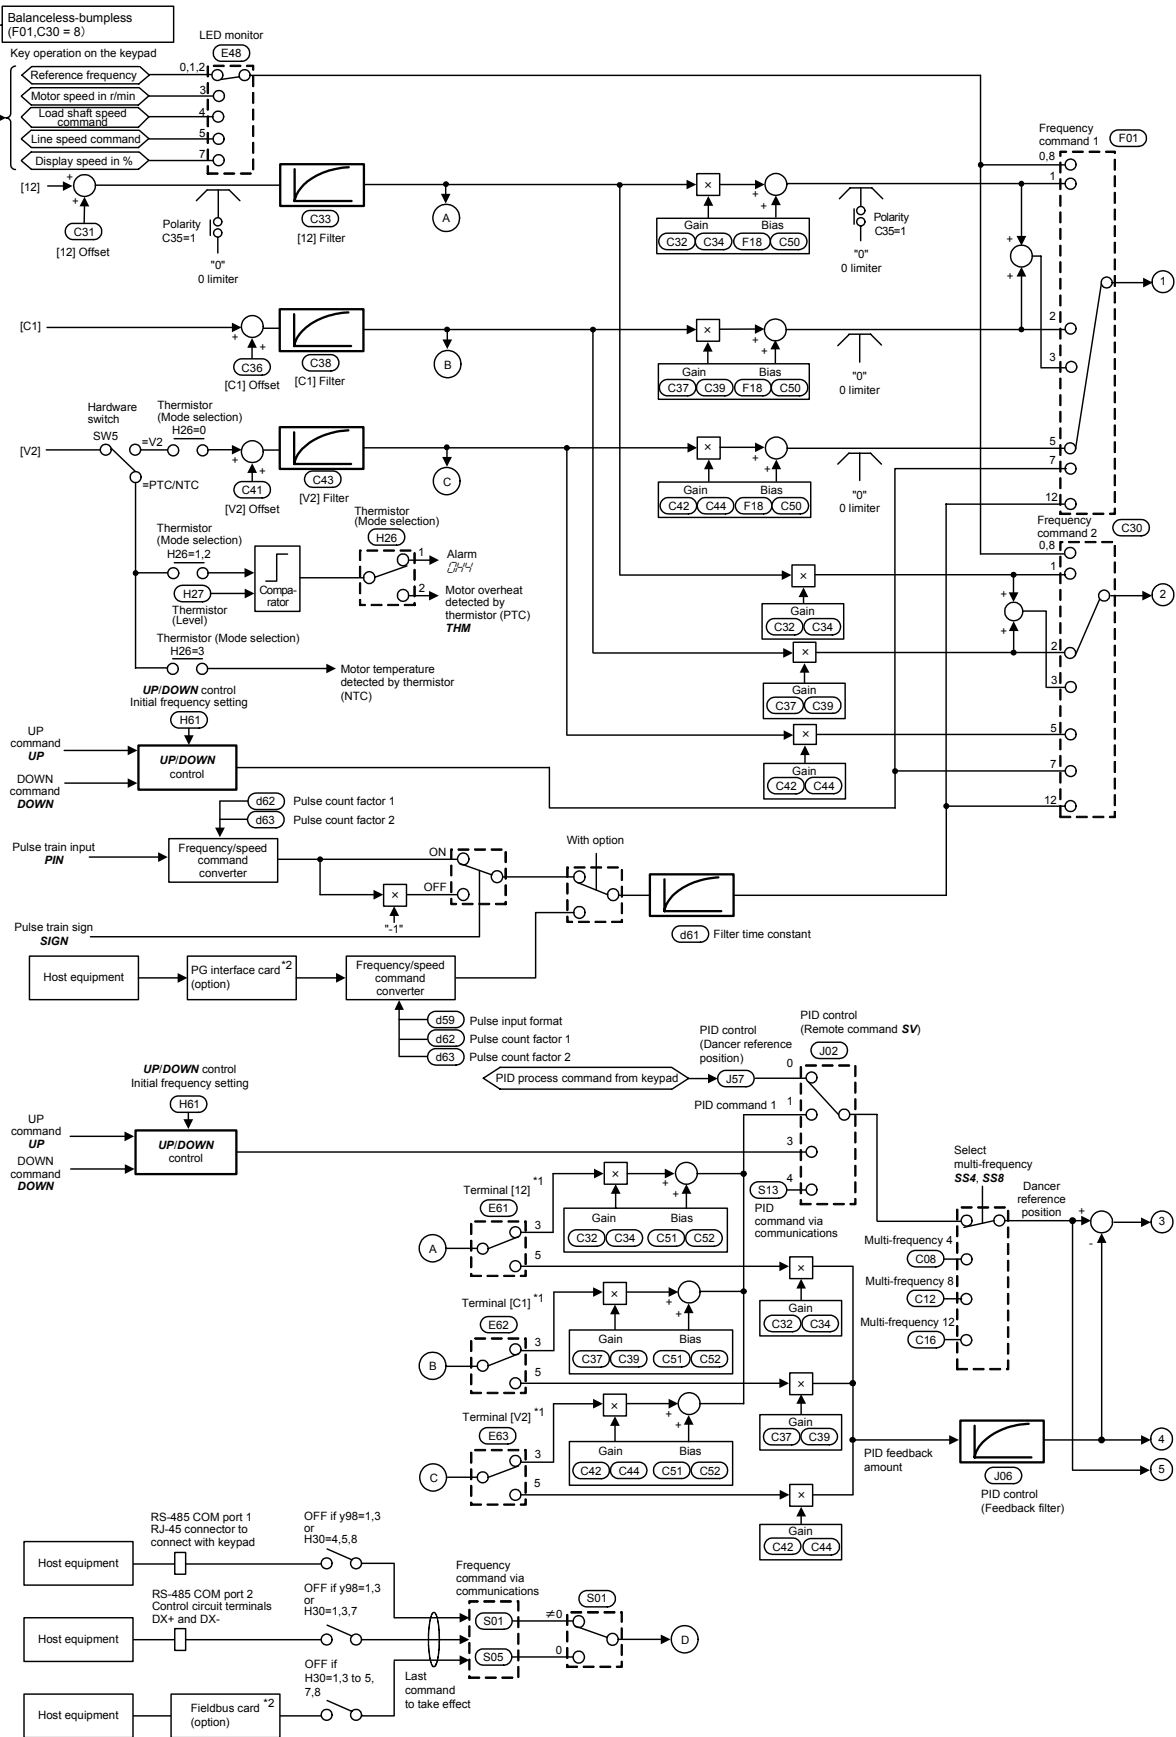 Balanceless-bumpless
(F01,C30 = 8)
Key operation on the keypad
LED monitor
E48
Reference frequency
0,1,2
Motor speed in r/min
3
Load shaft speed
command
4
Line speed command
5
Display speed in %
7
Frequency
command 1
F01
0,8
1
2
3
5
7
12
1
[12]
+
+
C31
[12] Offset
Polarity
C35=1
"0"
0 limiter
C33
[12] Filter
A
×
+
+
Gain
Bias
C32
C34
F18
C50
Polarity
C35=1
"0"
0 limiter
+
+
[C1]
+
+
C36
[C1] Offset
C38
[C1] Filter
B
×
+
+
Gain
Bias
C37
C39
F18
C50
"0"
0 limiter
[V2]
Hardware
switch
SW5
=V2
=PTC/NTC
Thermistor
(Mode selection)
H26=0
+
+
C41
[V2] Offset
C43
[V2] Filter
C
×
+
+
Gain
Bias
C42
C44
F18
C50
"0"
0 limiter
Thermistor
(Mode selection)
H26=1,2
H27
Thermistor
(Level)
Compa-
rator
Thermistor
(Mode selection)
H26
1
Alarm
0H4
2
Motor overheat
detected by
thermistor (PTC)
THM
Thermistor (Mode selection)
H26=3
Motor temperature
detected by thermistor
(NTC)
Frequency
command 2
C30
0,8
1
2
3
5
7
12
2
×
Gain
C32
C34
+
+
×
Gain
C37
C39
×
Gain
C42
C44
UP/DOWN control
Initial frequency setting
H61
UP
command
UP
DOWN
command
DOWN
UP/DOWN
control
d62
Pulse count factor 1
d63
Pulse count factor 2
Pulse train input
PIN
Frequency/speed
command
converter
ON
OFF
×
"-1"
Pulse train sign
SIGN
With option
d61
Filter time constant
Host equipment
PG interface card*2
(option)
Frequency/speed
command
converter
d59
Pulse input format
d62
Pulse count factor 1
d63
Pulse count factor 2
PID control
(Dancer reference
position)
PID control
(Remote command SV)
J02
PID process command from keypad
J57
0
PID command 1
1
3
4
S13
PID
command via
communications
UP/DOWN control
Initial frequency setting
H61
UP
command
UP
DOWN
command
DOWN
UP/DOWN
control
Terminal [12] *1
E61
A
3
5
×
+
+
Gain
Bias
C32
C34
C51
C52
×
Gain
C32
C34
Terminal [C1] *1
E62
B
3
5
×
+
+
Gain
Bias
C37
C39
C51
C52
×
Gain
C37
C39
Terminal [V2] *1
E63
C
3
5
×
+
+
Gain
Bias
C42
C44
C51
C52
×
Gain
C42
C44
Select
multi-frequency
SS4, SS8
Dancer
reference
position
Multi-frequency 4
C08
Multi-frequency 8
C12
Multi-frequency 12
C16
+
-
3
PID feedback
amount
J06
PID control
(Feedback filter)
4
5
Host equipment
RS-485 COM port 1
RJ-45 connector to
connect with keypad
OFF if y98=1,3
or
H30=4,5,8
Host equipment
RS-485 COM port 2
Control circuit terminals
DX+ and DX-
OFF if y98=1,3
or
H30=1,3,7
Host equipment
Fieldbus card*2
(option)
OFF if
H30=1,3 to 5,
7,8
Last
command
to take effect
Frequency
command via
communications
S01
S05
≠0
0
S01
D